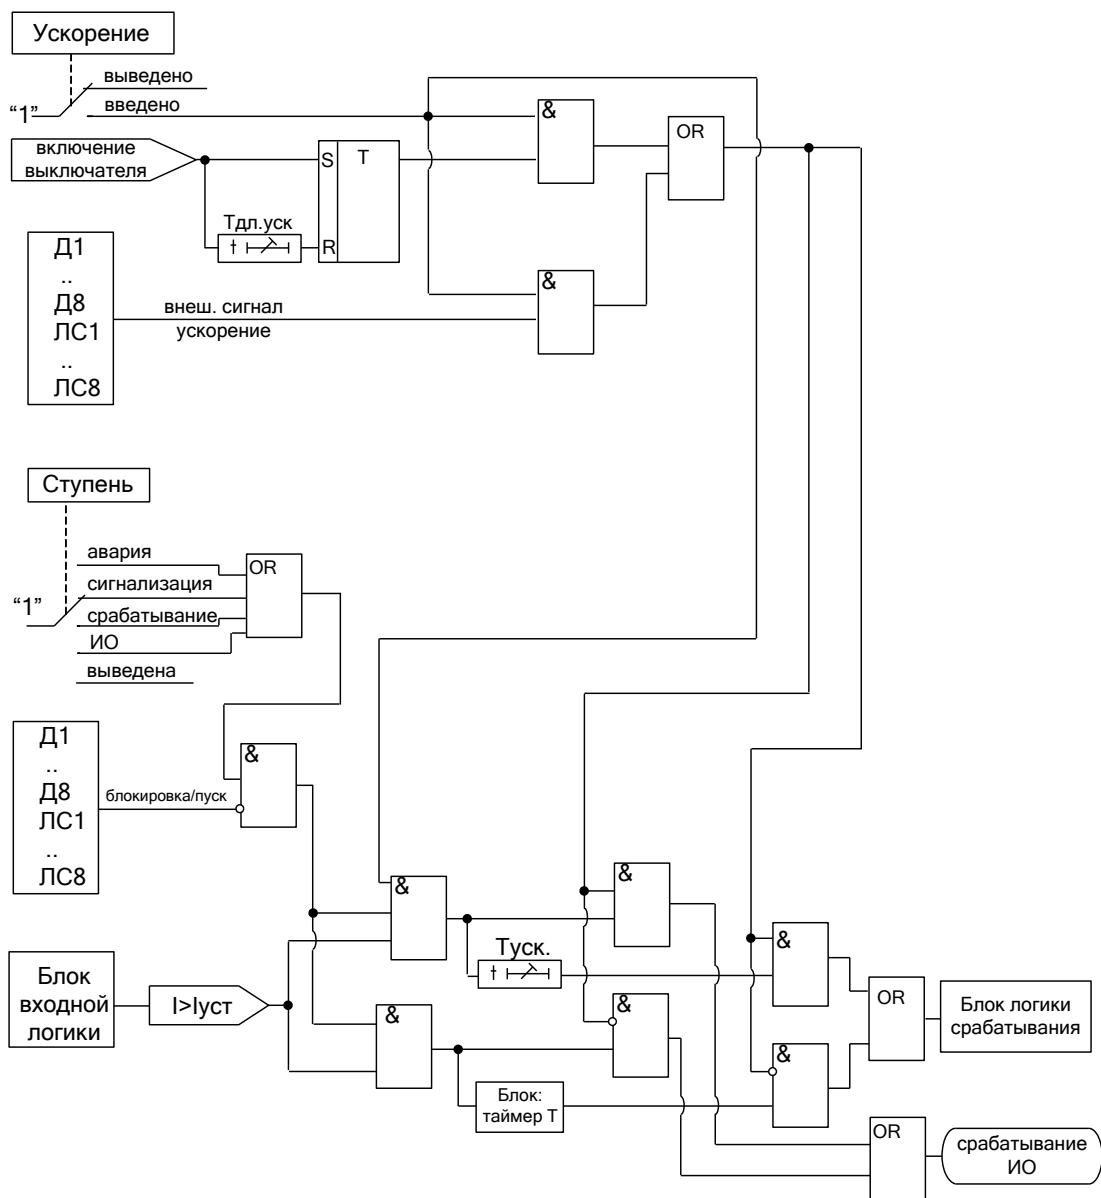 Ускорение
выведено
“1”
введено
включение
выключателя
S
T
R
Тдл.уск
t
&
OR
&
Д1
..
Д8
ЛС1
..
ЛС8
внеш. сигнал
ускорение
Ступень
авария
сигнализация
“1”
срабатывание
ИО
выведена
OR
Д1
..
Д8
ЛС1
..
ЛС8
блокировка/пуск
&
&
&
Туск.
t
&
Блок
входной
логики
I>Iуст
&
&
OR
Блок логики
срабатывания
&
Блок:
таймер Т
OR
срабатывание
ИО